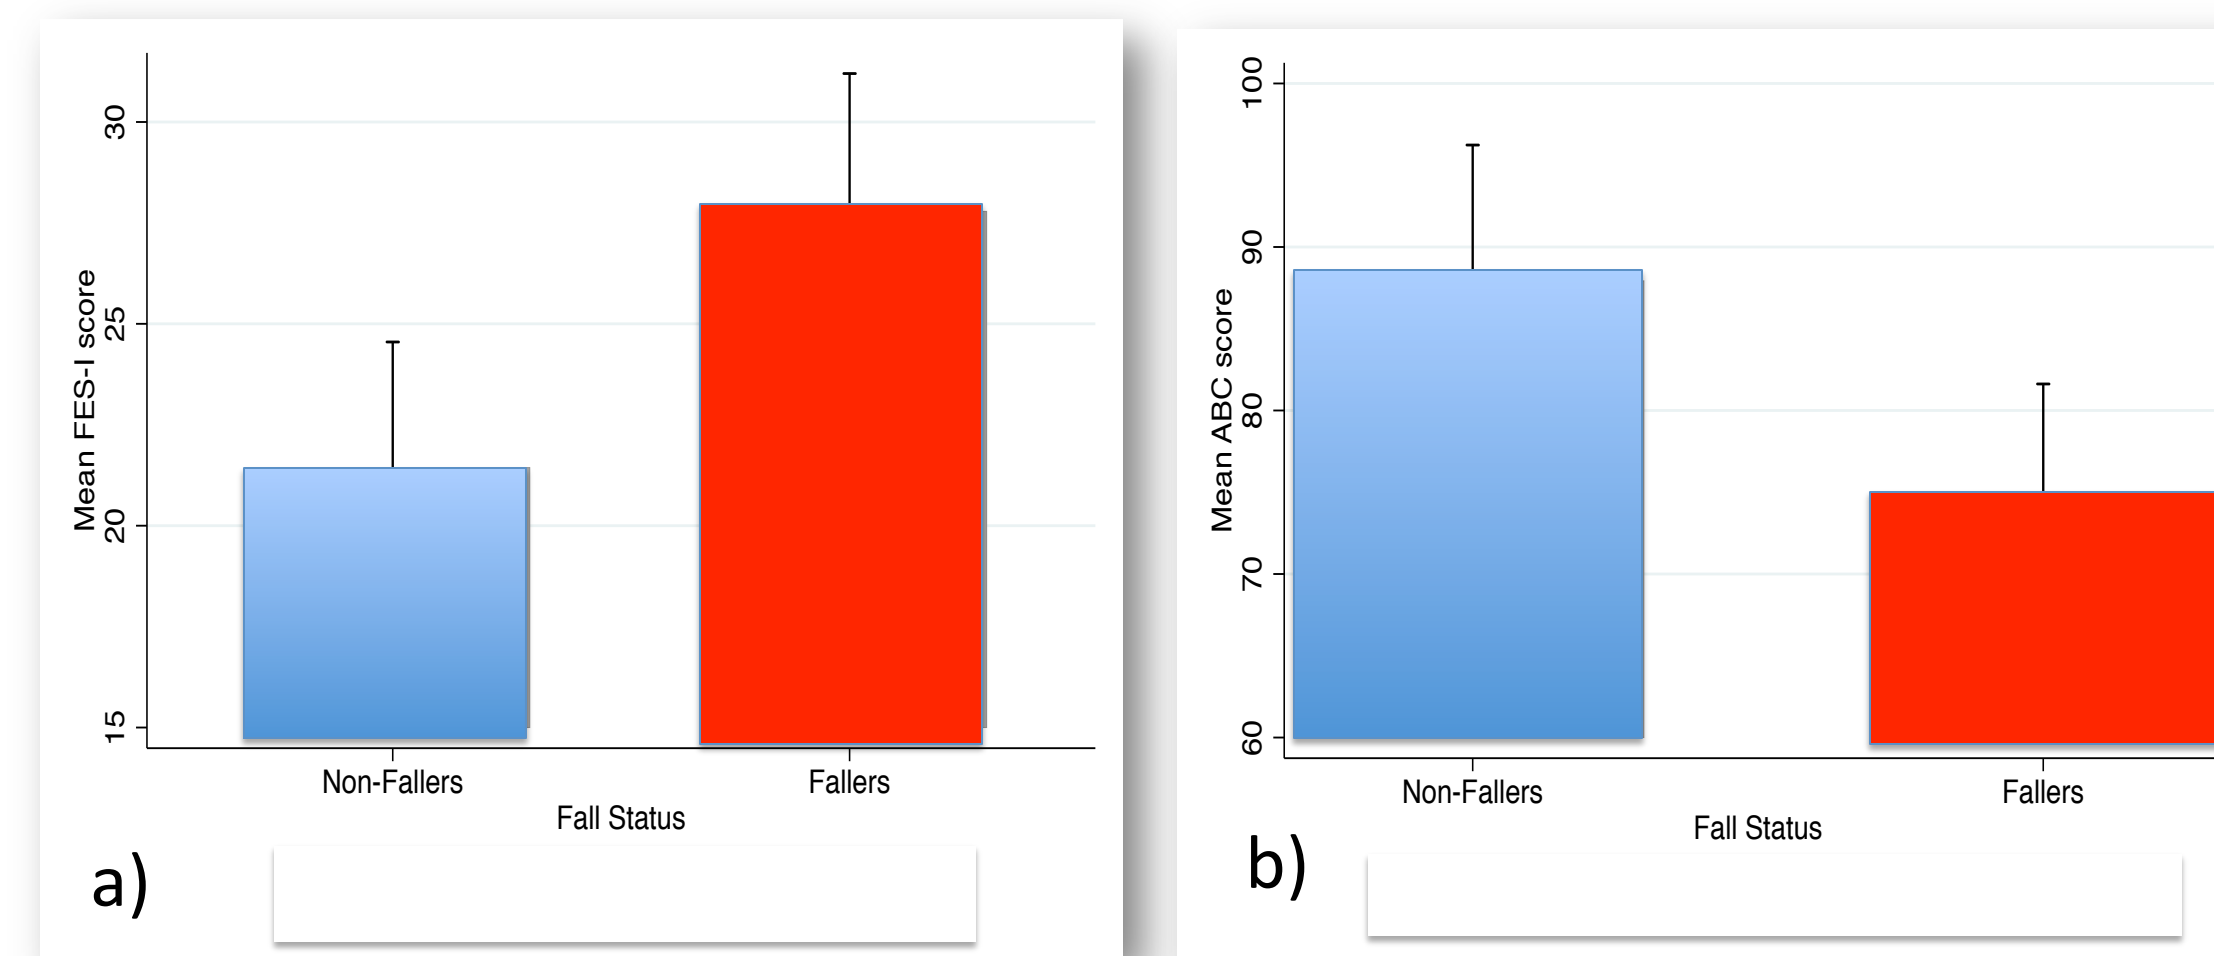 Mean FES-I score
30
25
20
15
Non-Fallers
Fallers
Fall Status
a)
Mean ABC score
100
90
80
70
60
Non-Fallers
Fallers
Fall Status
b)